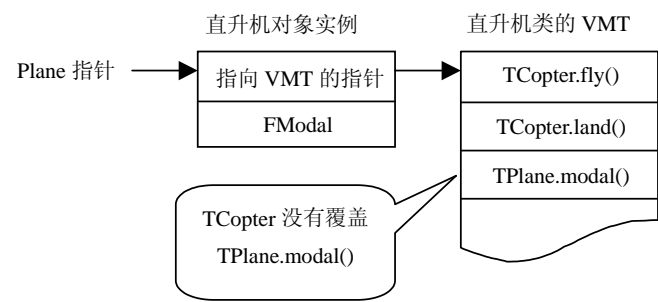 直升机对象实例
直升机类的 VMT
Plane 指针
指向 VMT 的指针
FModal
TCopter.fly()
TCopter.land()
TPlane.modal()
TCopter 没有覆盖
TPlane.modal()